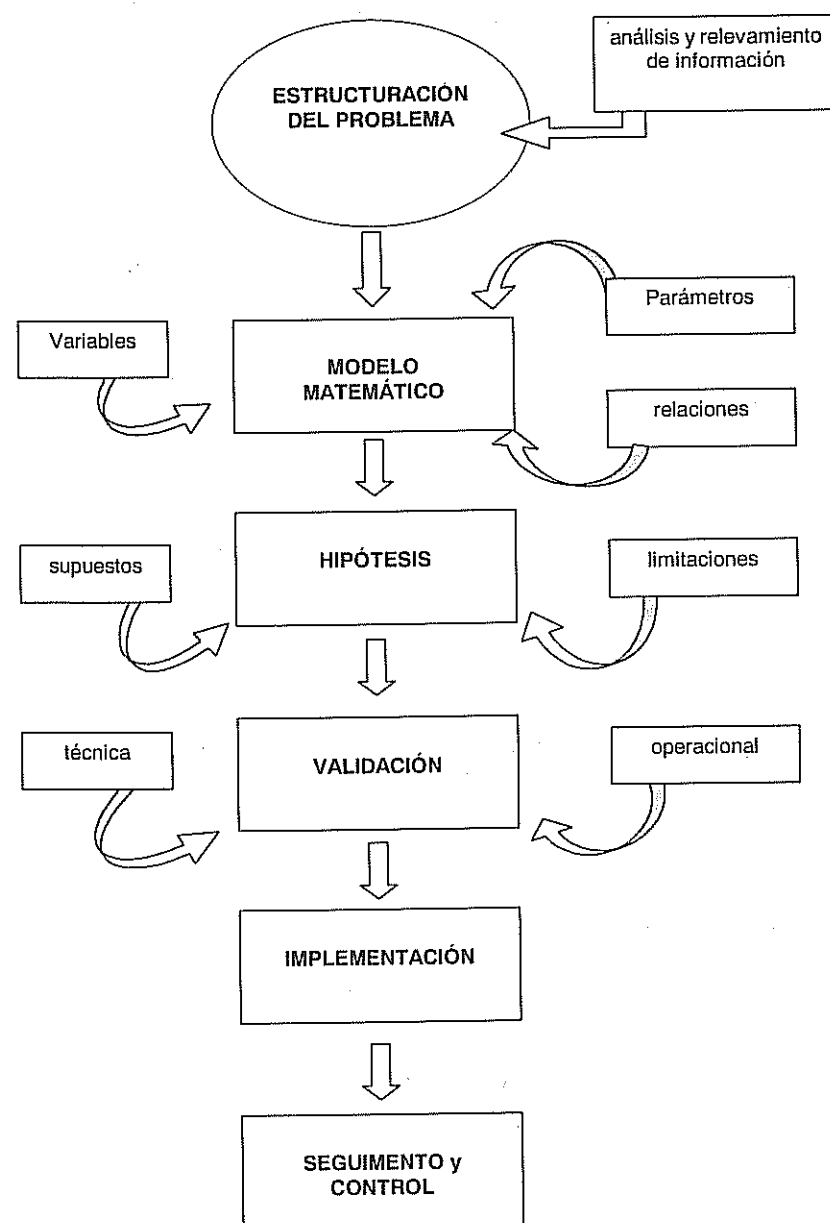 análisis y relevamiento
de información
ESTRUCTURACIÓN
DEL PROBLEMA
Parámetros
Variables
MODELO
MATEMÁTICO
relaciones
supuestos
HIPÓTESIS
limitaciones
técnica
VALIDACIÓN
operacional
IMPLEMENTACIÓN
SEGUIMENTO y
CONTROL